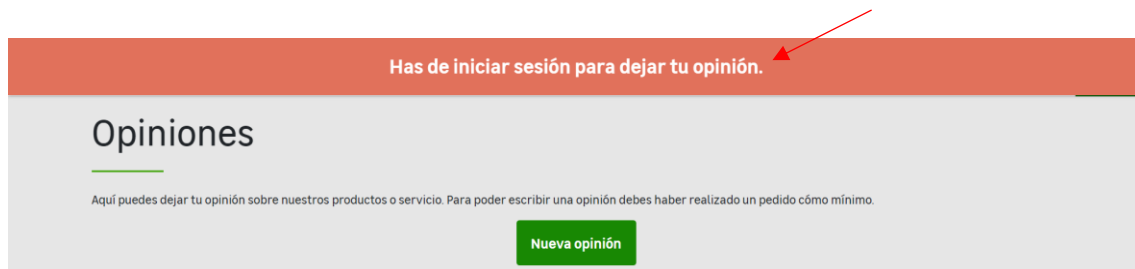 Has de iniciar sesión para dejar tu opinión.
Opiniones
Aquí puedes dejar tu opinión sobre nuestros productos o servicio. Para poder escribir una opinión debes haber realizado un pedido cómo mínimo.
Nueva opinión